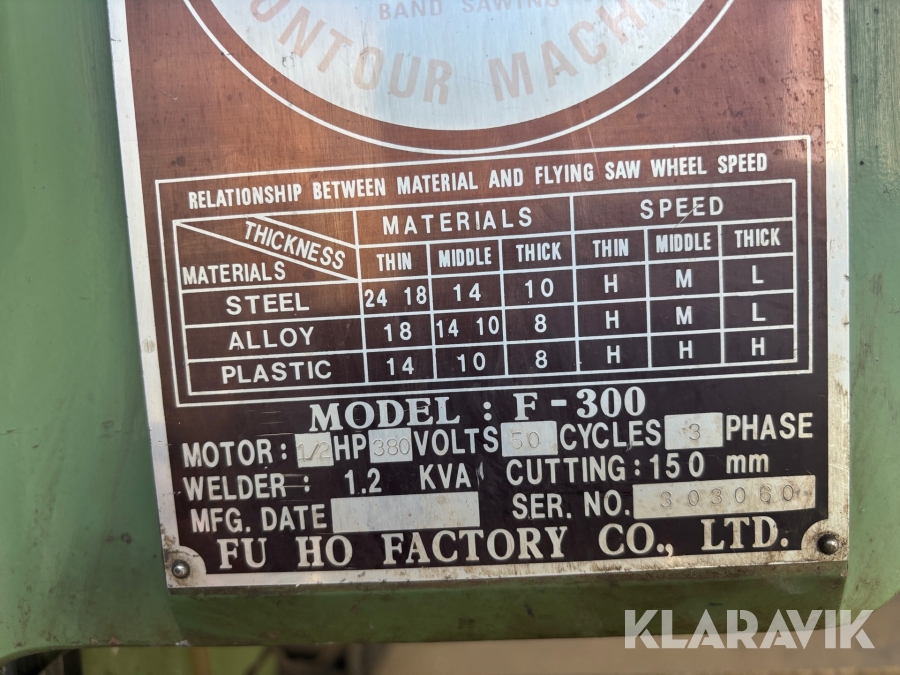 BAND SAWING
CONTOUR MACHINE
RELATIONSHIP BETWEEN MATERIAL AND FLYING SAW WHEEL SPEED
THICKNESS MATERIALS SPEED
MATERIALS THIN MIDDLE THICK THIN MIDDLE THICK
STEEL 24 18 14 10 H M L
ALLOY 18 14 10 8 H M L
PLASTIC 14 10 8 H H H
MODEL : F-300
MOTOR: 1/2 HP 380 VOLTS 50 CYCLES 3 PHASE
WELDER: 1.2 KVA CUTTING: 150 mm
MFG. DATE SER. NO. 303060
FU HO FACTORY CO., LTD.
KLARAVIK